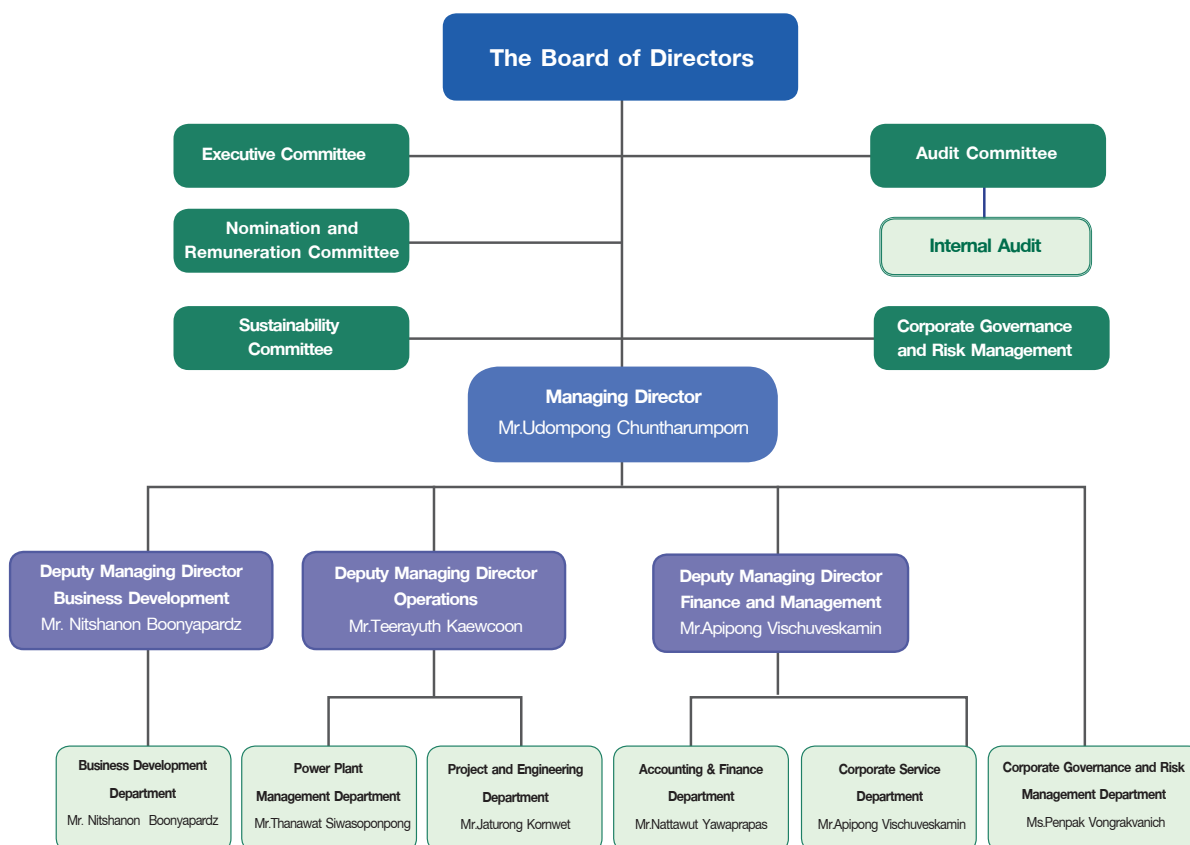 The Board of Directors
Executive Committee
Audit Committee
Nomination and
Remuneration Committee
Internal Audit
Sustainability
Committee
Corporate Governance
and Risk Management
Managing Director
Mr.Udompong Chuntharumporn
Deputy Managing Director
Business Development
Mr. Nitshanon Boonyapardz
Deputy Managing Director
Operations
Mr.Teerayuth Kaewcoon
Deputy Managing Director
Finance and Management
Mr.Apipong Vischuveskamin
Business Development
Department
Mr. Nitshanon Boonyapardz
Power Plant
Management Department
Mr.Thanawat Siwasoponpong
Project and Engineering
Department
Mr.Jaturong Kornwet
Accounting & Finance
Department
Mr.Nattawut Yawaprapas
Corporate Service
Department
Mr.Apipong Vischuveskamin
Corporate Governance and Risk
Management Department
Ms.Penpak Vongrakvanich